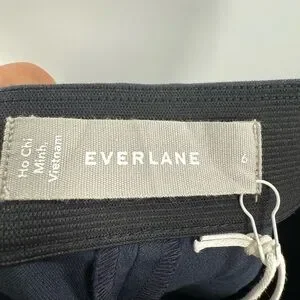 Ho Chi
Minh,
Vietnam
EVERLANE
6